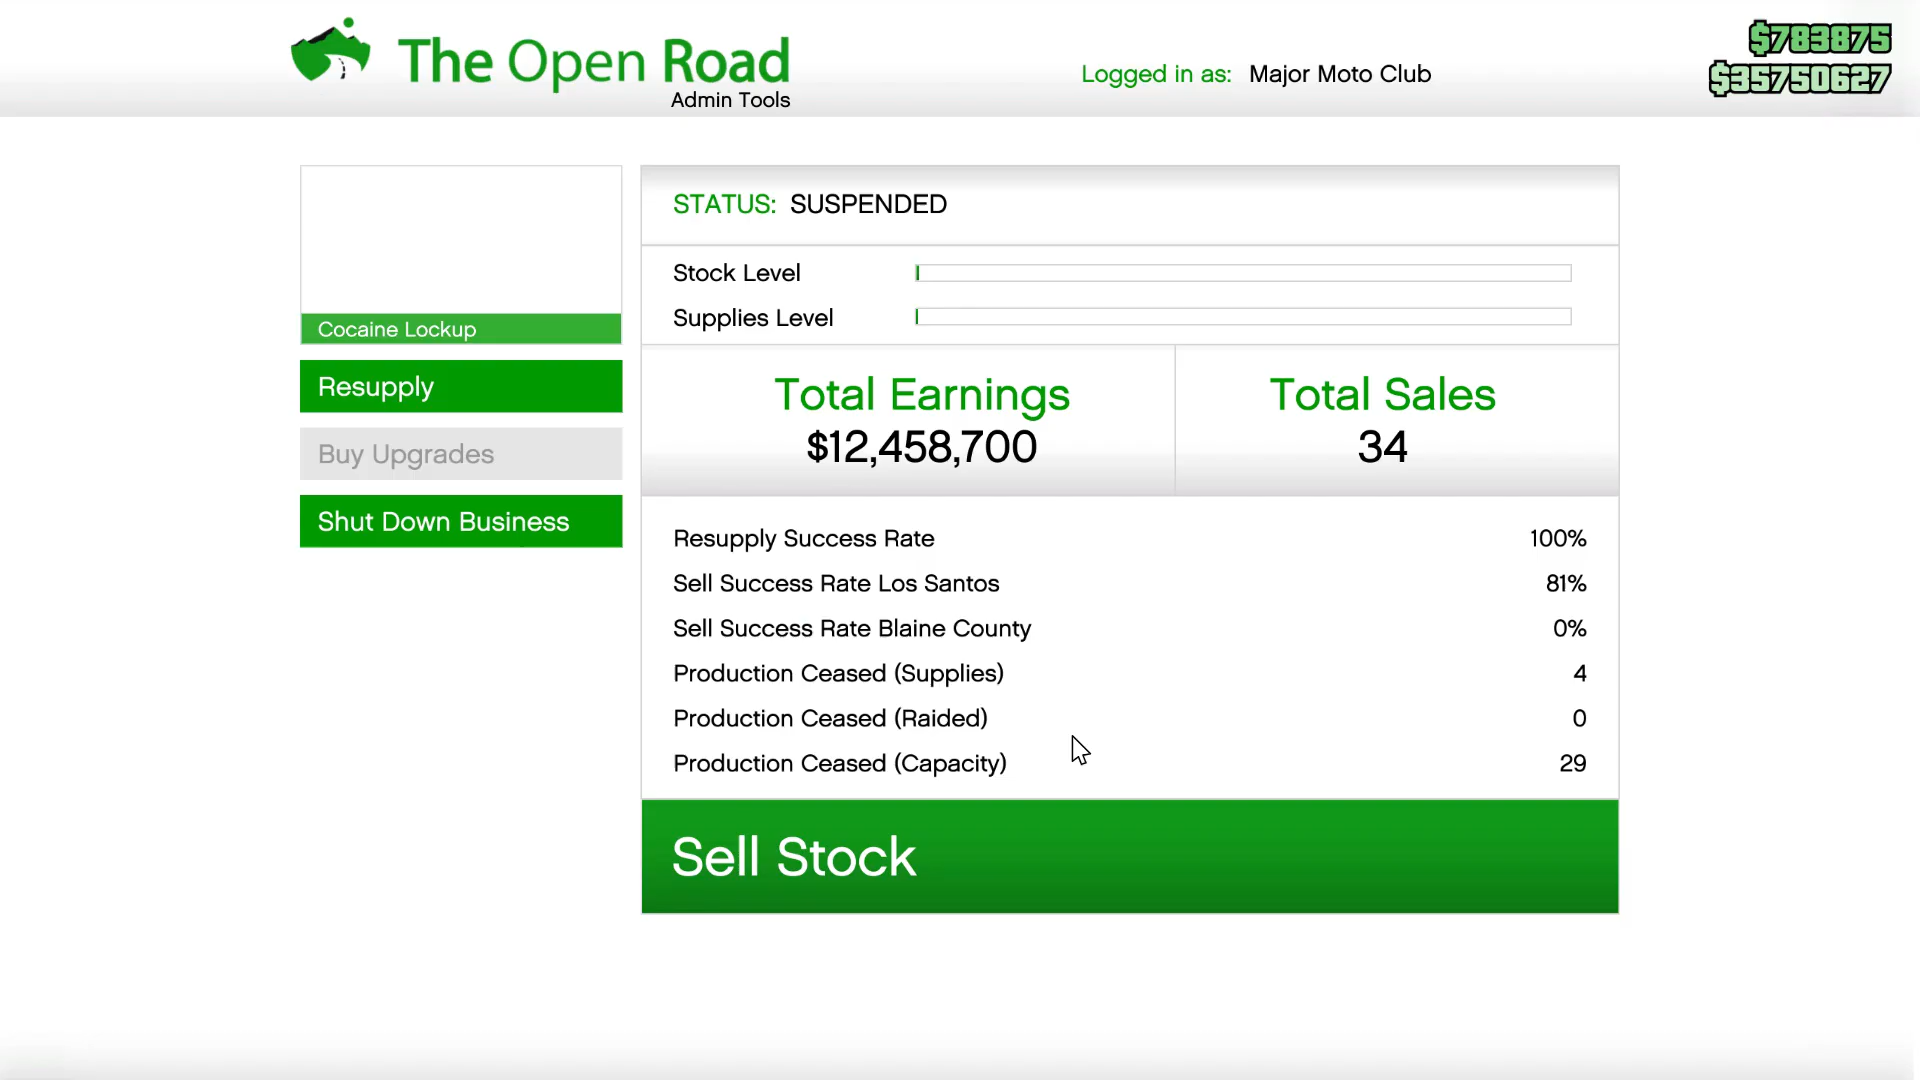 The Open Road
Admin Tools
Logged in as: Major Moto Club
$783875
$35750627
Cocaine Lockup
Resupply
Buy Upgrades
Shut Down Business
STATUS: SUSPENDED
Stock Level
Supplies Level
Total Earnings
$12,458,700
Total Sales
34
Resupply Success Rate 100%
Sell Success Rate Los Santos 81%
Sell Success Rate Blaine County 0%
Production Ceased (Supplies) 4
Production Ceased (Raided) 0
Production Ceased (Capacity) 29
Sell Stock